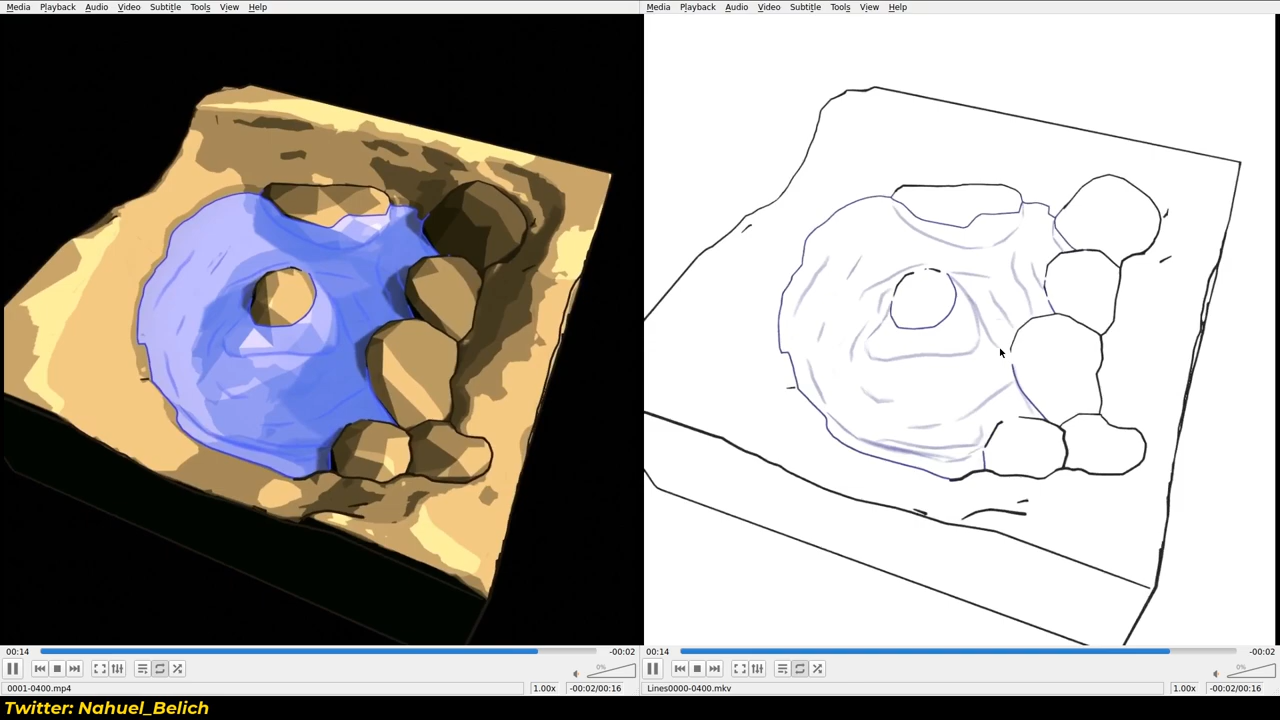 Media Playback Audio Video Subtitle Tools View Help
Media Playback Audio Video Subtitle Tools View Help
00:14 -00:02
00:14 -00:02
0%
0%
0001-0400.mp4 1.00x -00:02/00:16
Lines0000-0400.mkv 1.00x -00:02/00:16
Twitter: Nahuel_Belich